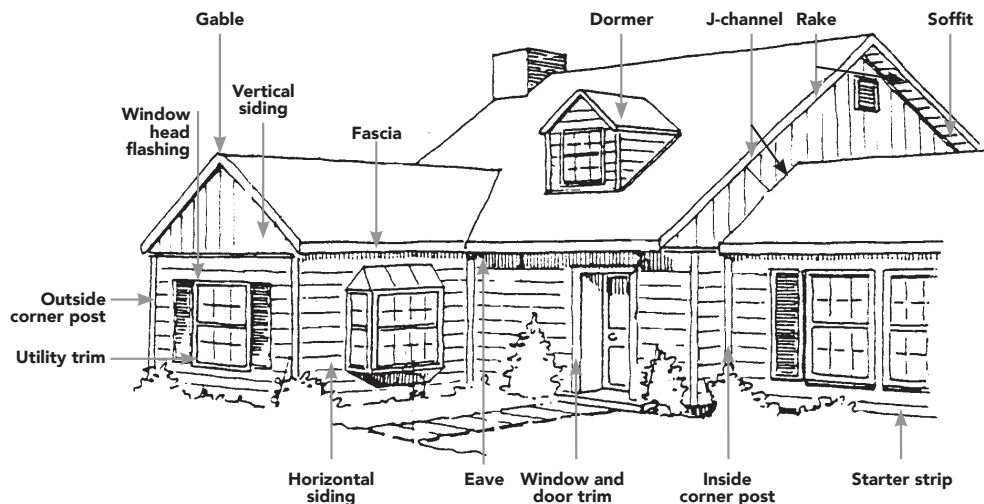 Gable
Dormer
J-channel
Rake
Soffit
Window
head
flashing
Vertical
siding
Fascia
Outside
corner post
Utility trim
Horizontal
siding
Eave
Window and
door trim
Inside
corner post
Starter strip